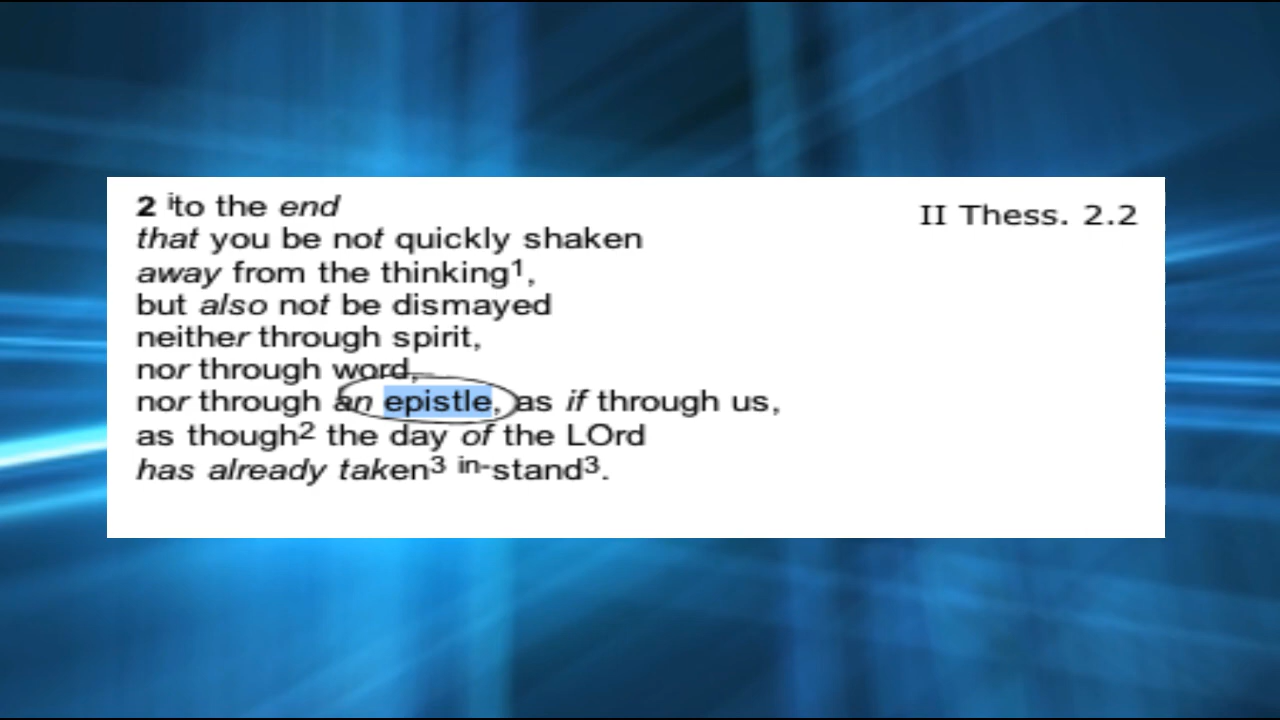 2 ⁱto the end
II Thess. 2.2
that you be not quickly shaken
away from the thinking¹,
but also not be dismayed
neither through spirit,
nor through word,
nor through an epistle, as if through us,
as though² the day of the LOrd
has already taken³ ⁱⁿ-stand³.